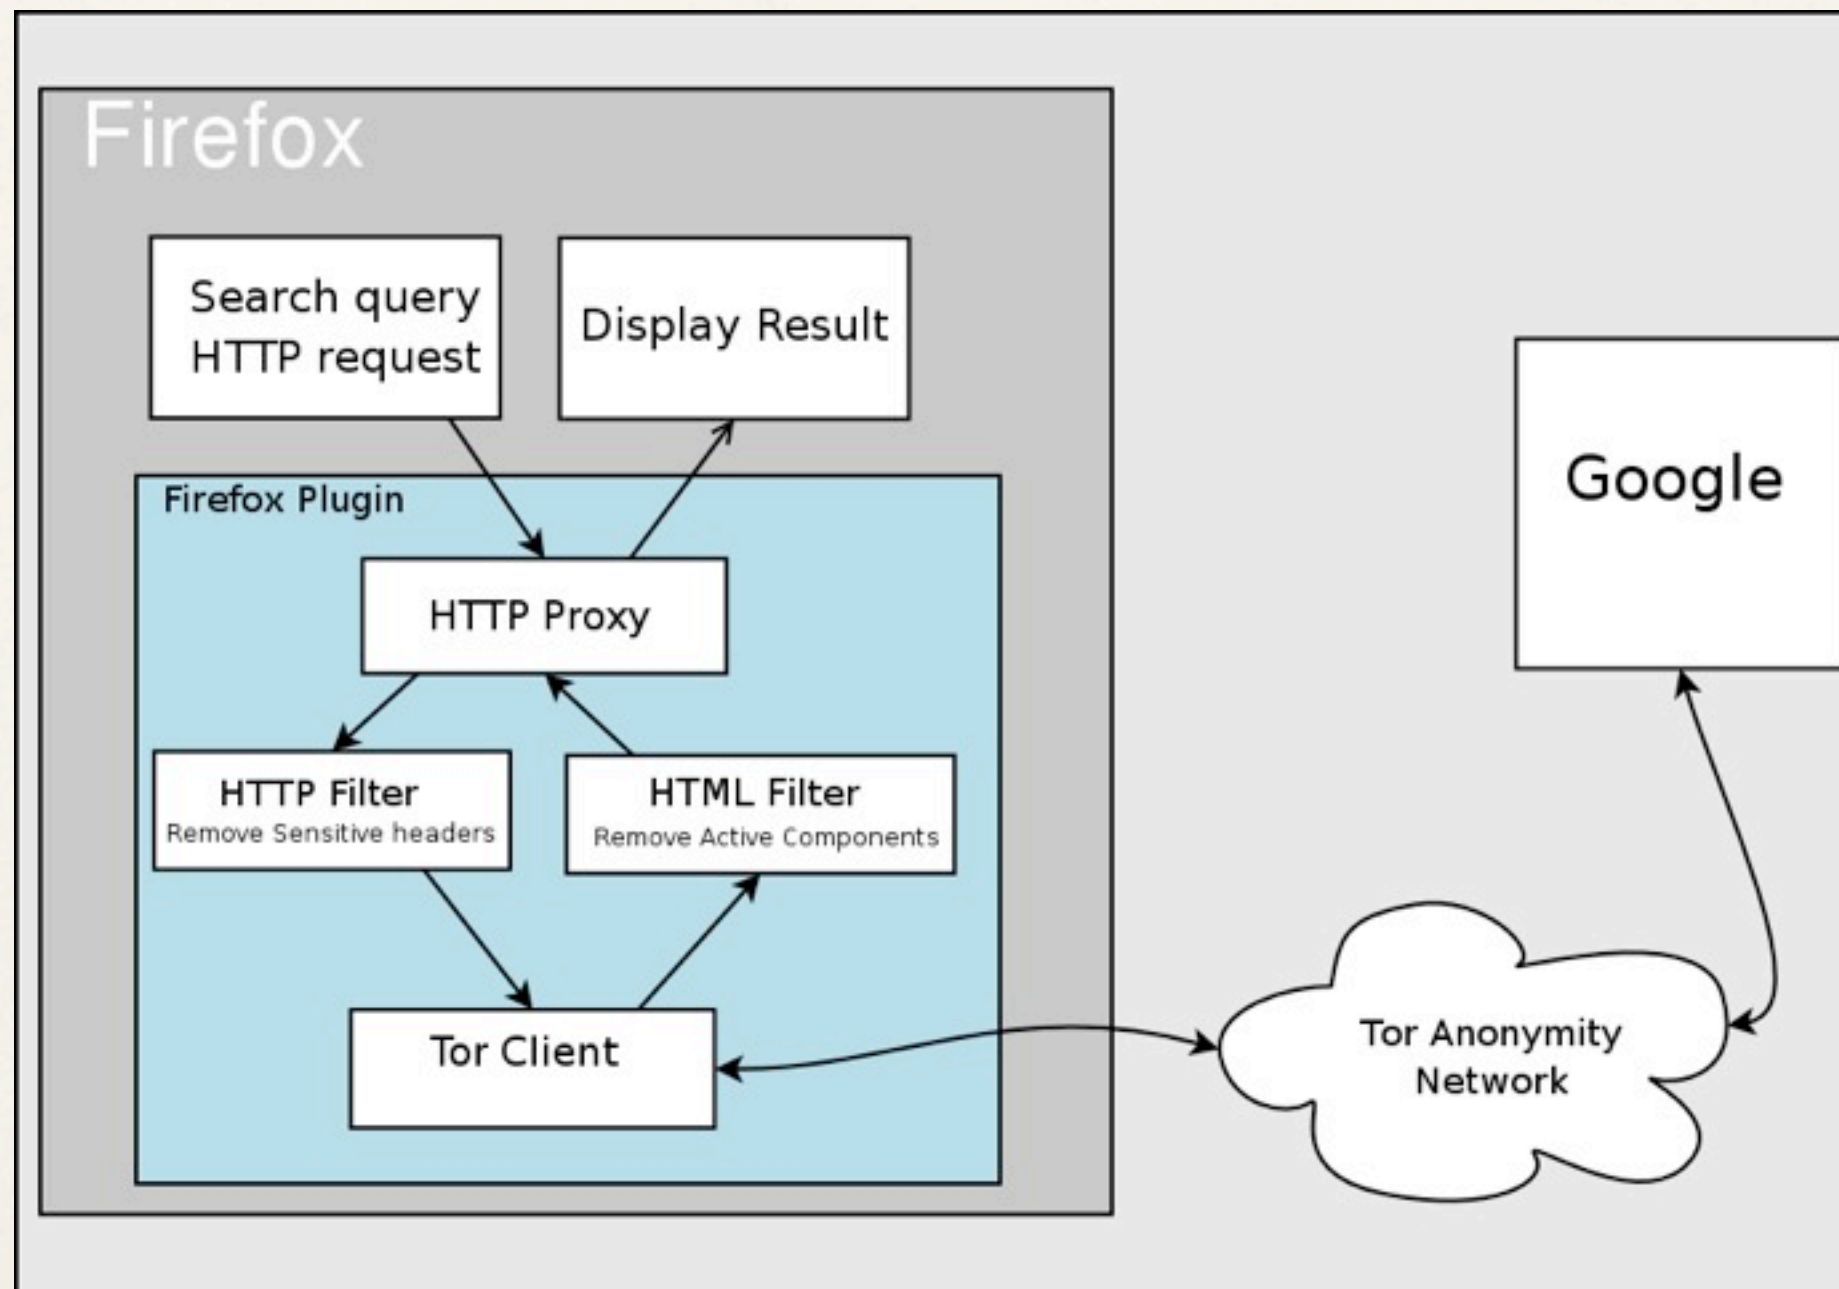 Firefox
Search query
HTTP request
Display Result
Google
Firefox Plugin
HTTP Proxy
HTTP Filter
Remove Sensitive headers
HTML Filter
Remove Active Components
Tor Client
Tor Anonymity
Network